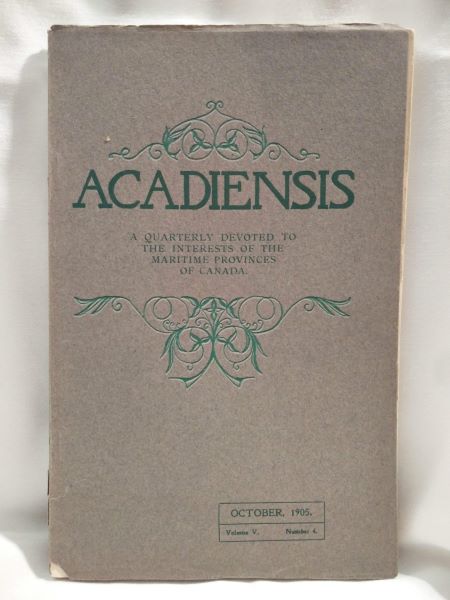 ACADIENSIS
A QUARTERLY DEVOTED TO
THE INTERESTS OF THE
MARITIME PROVINCES
OF CANADA.
OCTOBER, 1905.
Volume V. Number 4.